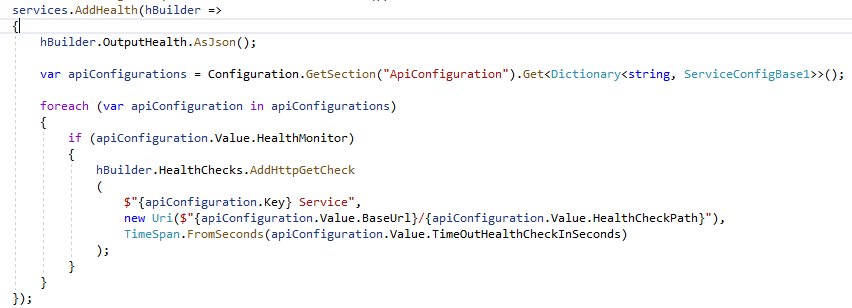 services.AddHealth(hBuilder =>
{
hBuilder.OutputHealth.AsJson();
var apiConfigurations = Configuration.GetSection("ApiConfiguration").Get<Dictionary<string, ServiceConfigBase1>>();
foreach (var apiConfiguration in apiConfigurations)
{
if (apiConfiguration.Value.HealthMonitor)
{
hBuilder.HealthChecks.AddHttpGetCheck
(
$"{apiConfiguration.Key} Service",
new Uri($"{apiConfiguration.Value.BaseUrl}/{apiConfiguration.Value.HealthCheckPath}"),
TimeSpan.FromSeconds(apiConfiguration.Value.TimeOutHealthCheckInSeconds)
);
}
}
});